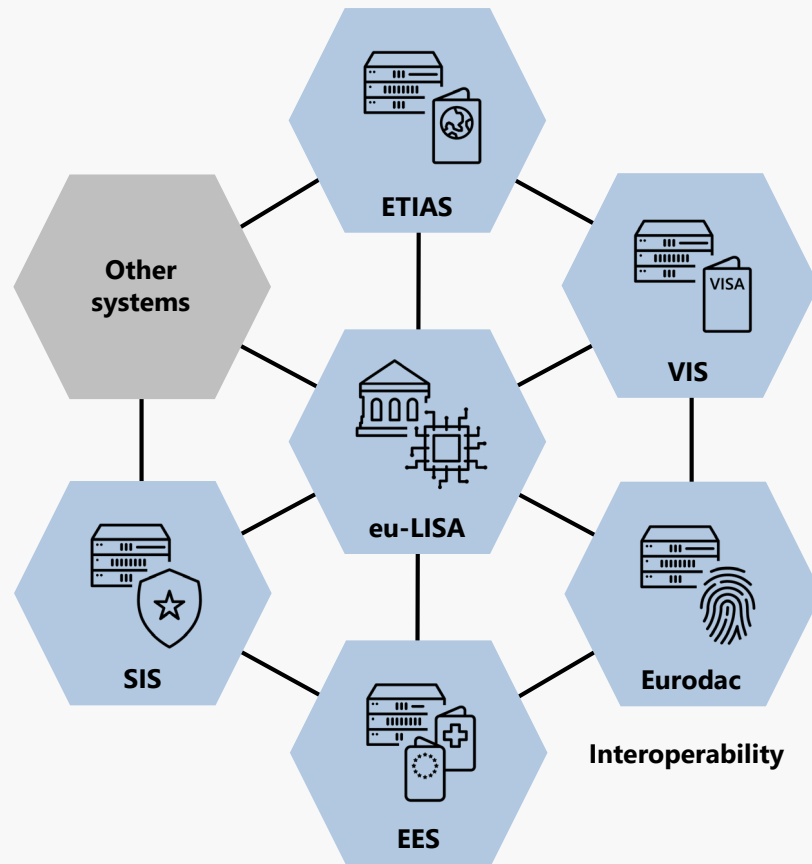 ETIAS
Other
systems
VISA
VIS
eu-LISA
SIS
Eurodac
Interoperability
EES